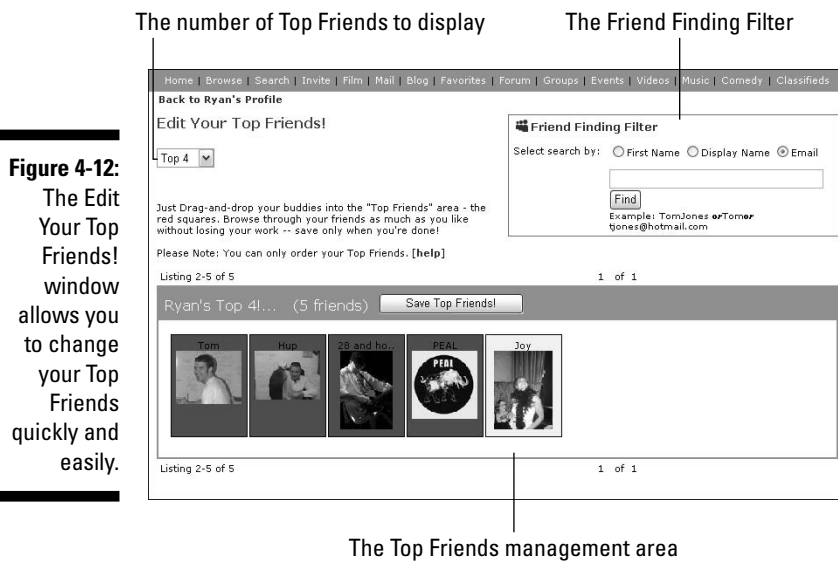 The number of Top Friends to display
The Friend Finding Filter
Home | Browse | Search | Invite | Film | Mail | Blog | Favorites | Forum | Groups | Events | Videos | Music | Comedy | Classifieds
Back to Ryan's Profile
Edit Your Top Friends!
Top 4
Friend Finding Filter
Select search by: First Name Display Name Email
Find
Example: TomJones orTomor
tjones@hotmail.com
Just Drag-and-drop your buddies into the "Top Friends" area - the
red squares. Browse through your friends as much as you like
without losing your work -- save only when you're done!
Please Note: You can only order your Top Friends. [help]
Listing 2-5 of 5
1 of 1
Ryan's Top 4!... (5 friends) Save Top Friends!
Tom
Hup
28 and ho..
PEAL
Joy
PEAL
Listing 2-5 of 5
1 of 1
The Top Friends management area
Figure 4-12:
The Edit
Your Top
Friends!
window
allows you
to change
your Top
Friends
quickly and
easily.